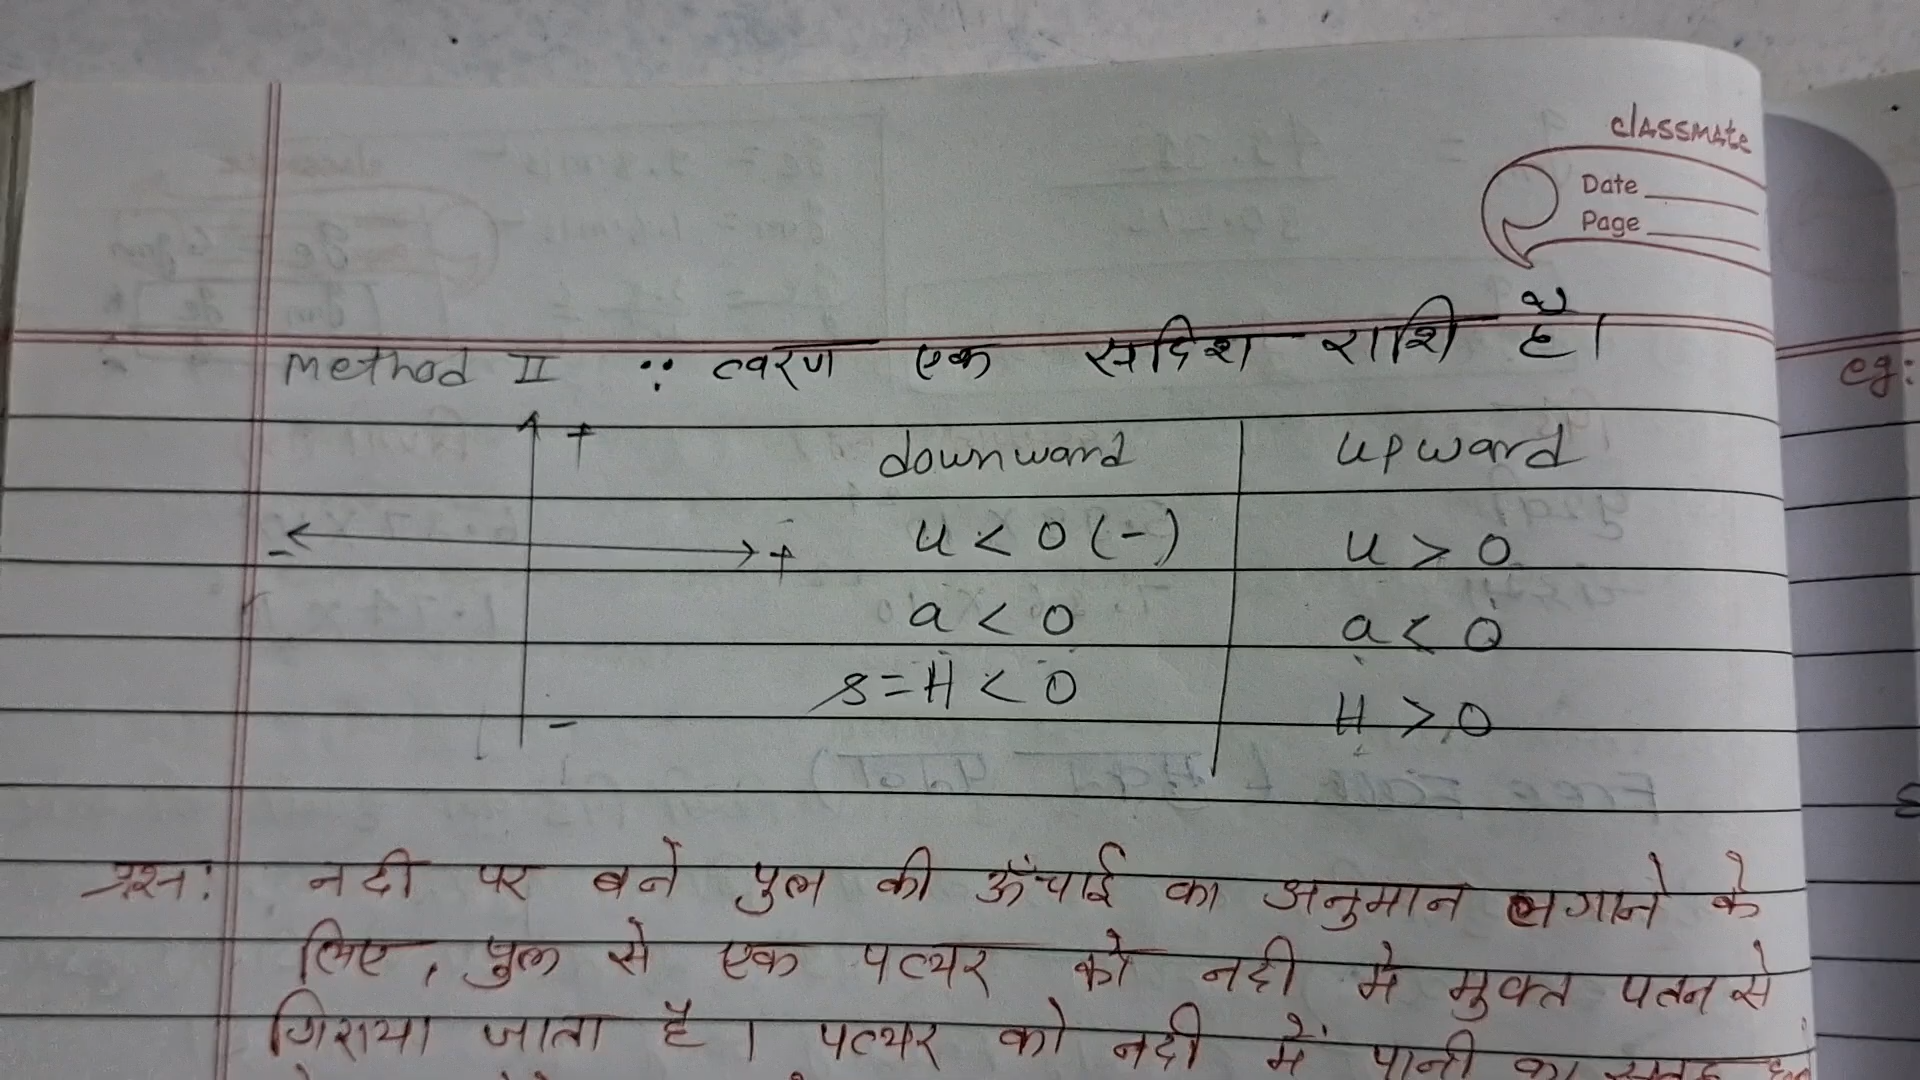 classmate
Date
Page
Method II ∵ त्वरण एक सदिश राशि है।
eg:
+ downward upward
- + u < 0 (-) u > 0
a < 0 a < 0
s = H < 0 H > 0
-
प्रश्न: नदी पर बने पुल की ऊँचाई का अनुमान लगाने के
लिए, पुल से एक पत्थर को नदी मे मुक्त पतन से
गिराया जाता है । पत्थर को नदी में पानी का सतह